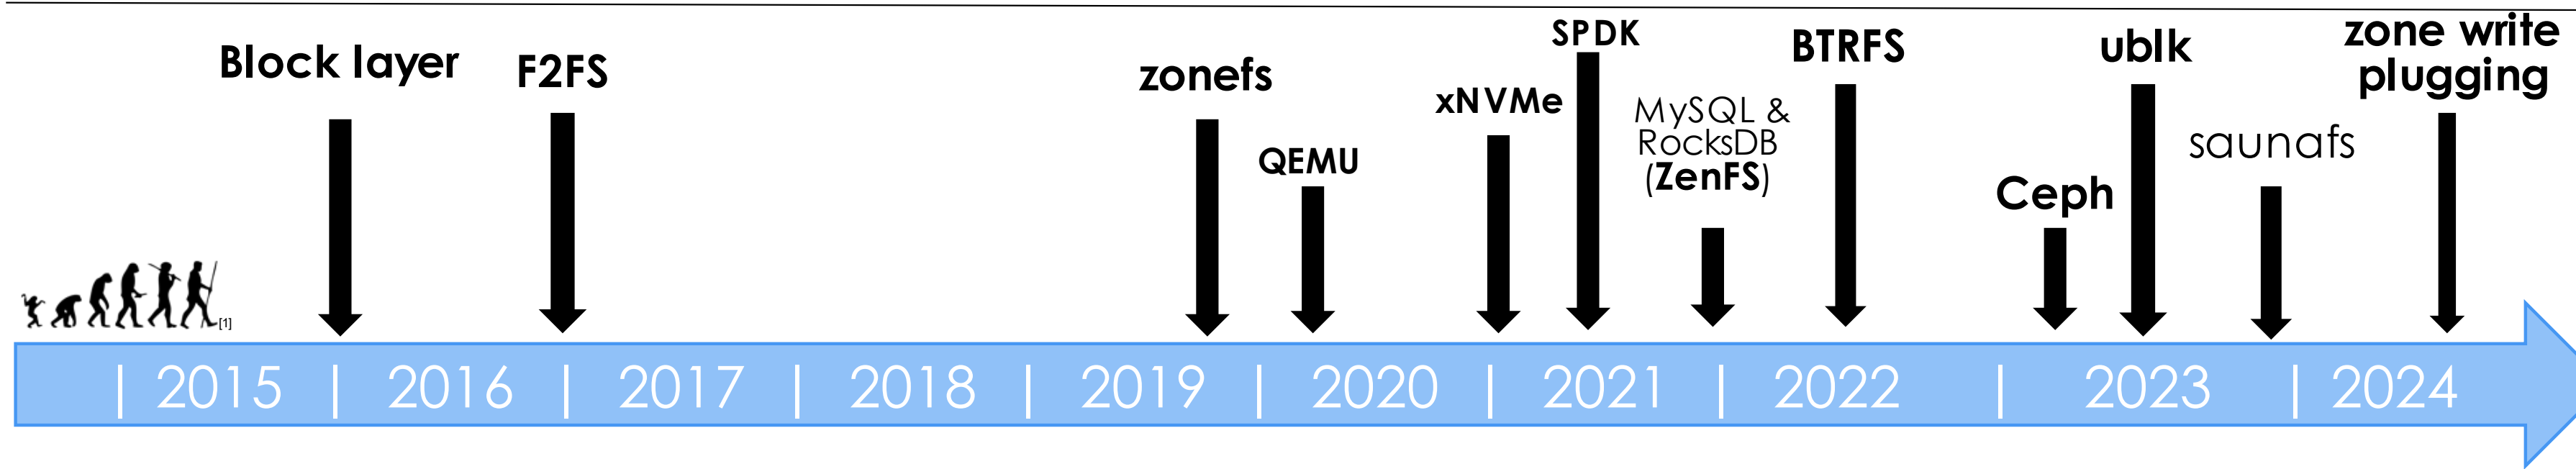 Block layer
F2FS
zonefs
QEMU
xNVMe
SPDK
MySQL &
RocksDB
(ZenFS)
BTRFS
Ceph
ublk
saunafs
zone write
plugging
[1]
| 2015 | 2016 | 2017 | 2018 | 2019 | 2020 | 2021 | 2022 | 2023 | 2024